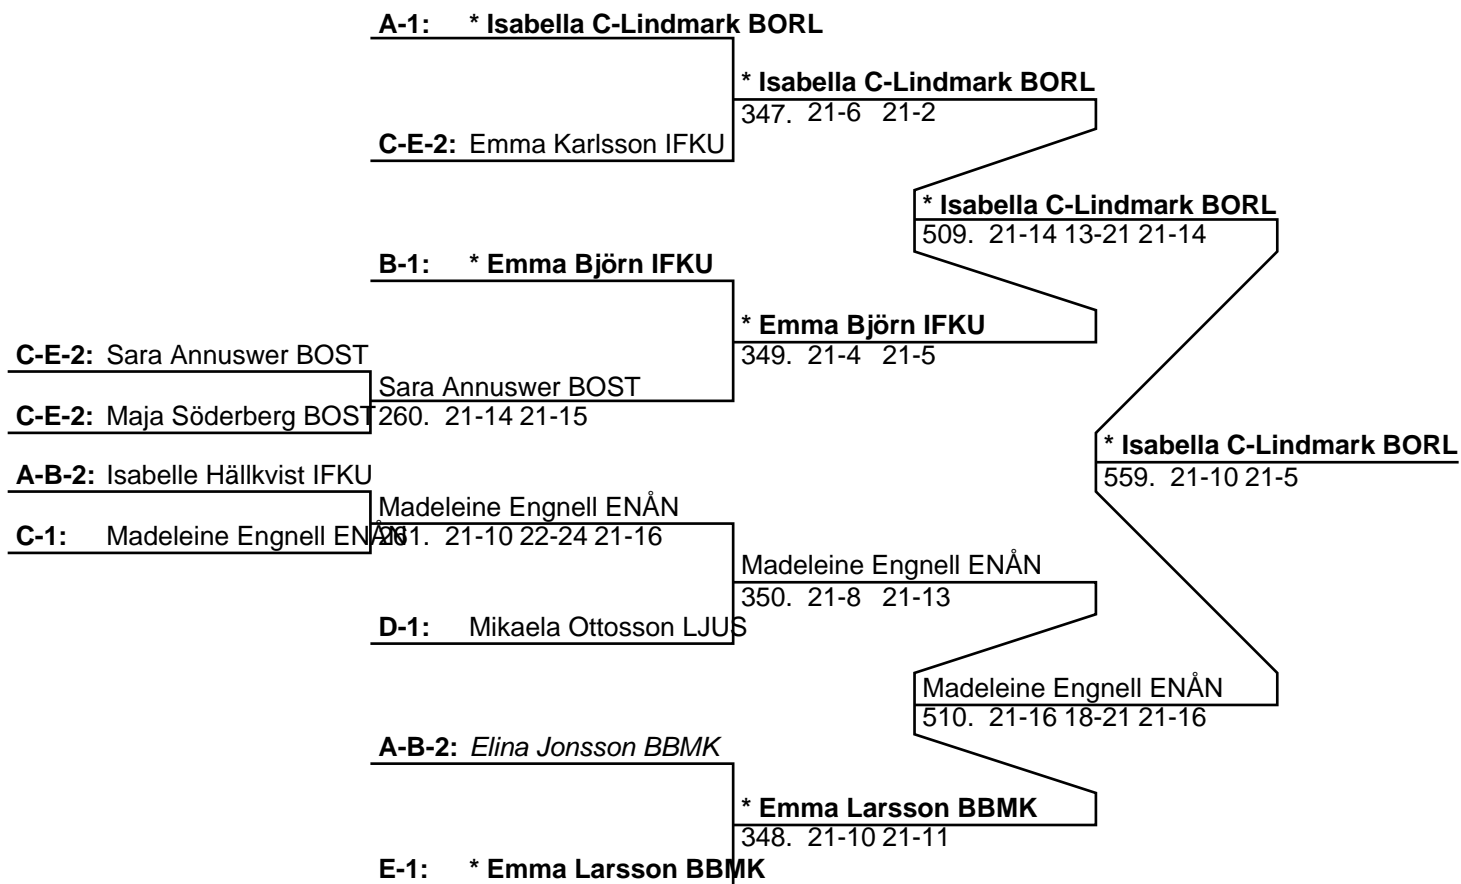 A-1: * Isabella C-Lindmark BORL
* Isabella C-Lindmark BORL
347. 21-6 21-2
C-E-2: Emma Karlsson IFKU
* Isabella C-Lindmark BORL
509. 21-14 13-21 21-14
B-1: * Emma Björn IFKU
* Emma Björn IFKU
349. 21-4 21-5
C-E-2: Sara Annuswer BOST
Sara Annuswer BOST
260. 21-14 21-15
C-E-2: Maja Söderberg BOST
* Isabella C-Lindmark BORL
559. 21-10 21-5
A-B-2: Isabelle Hällkvist IFKU
Madeleine Engnell ENÅN
261. 21-10 22-24 21-16
C-1: Madeleine Engnell ENÅN
Madeleine Engnell ENÅN
350. 21-8 21-13
D-1: Mikaela Ottosson LJUS
Madeleine Engnell ENÅN
510. 21-16 18-21 21-16
A-B-2: Elina Jonsson BBMK
* Emma Larsson BBMK
348. 21-10 21-11
E-1: * Emma Larsson BBMK